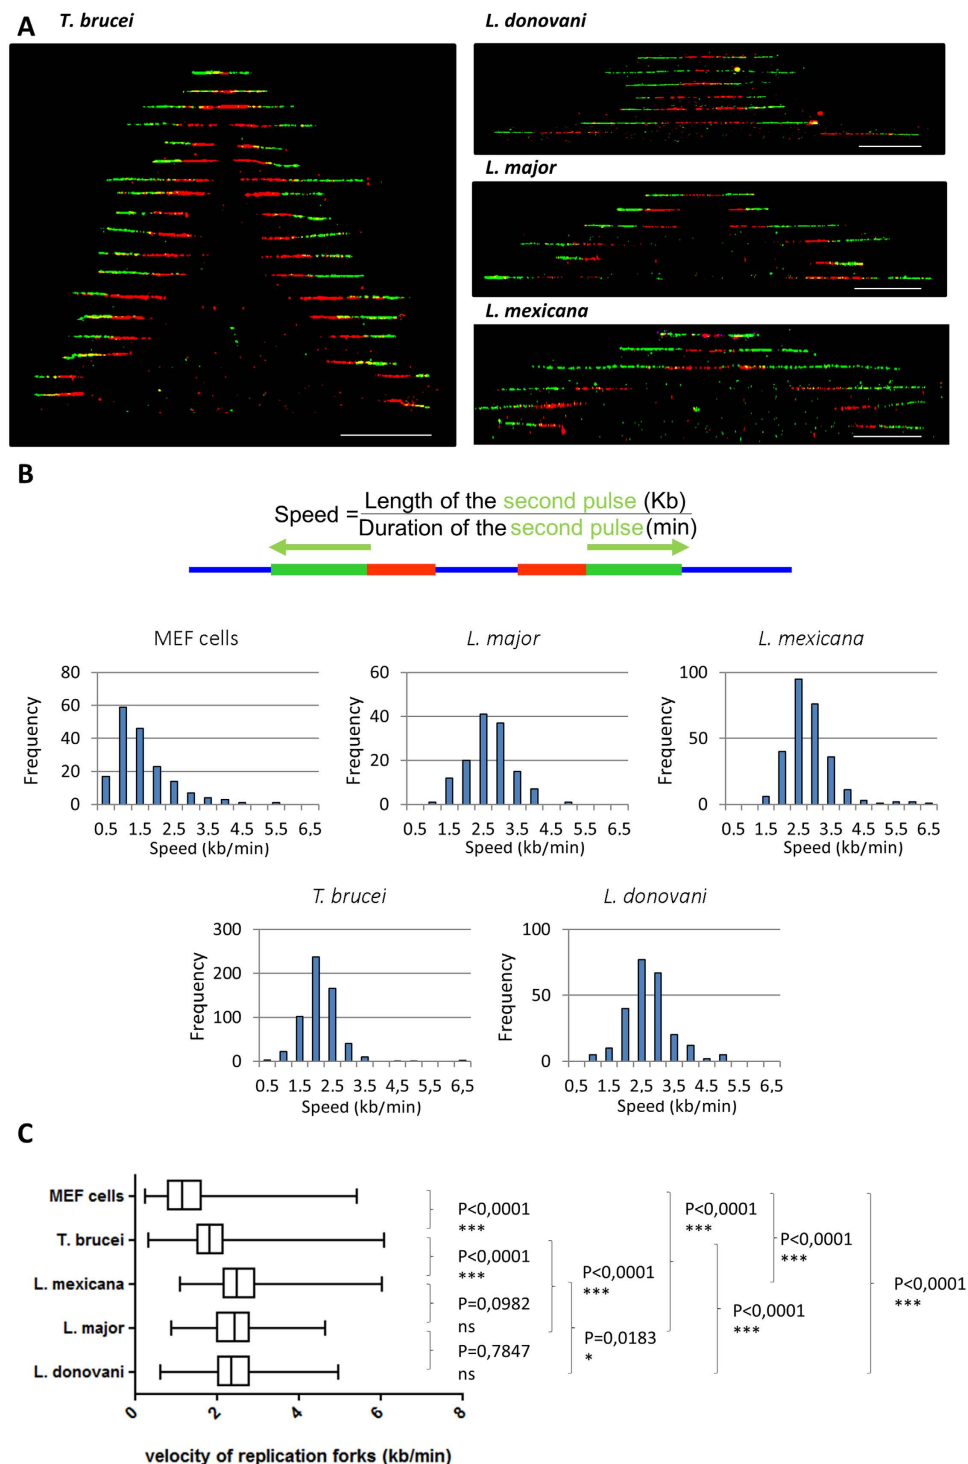 A
T. brucei
L. donovani
L. major
L. mexicana
B
Speed = Length of the second pulse (Kb)
Duration of the second pulse (min)
MEF cells
L. major
L. mexicana
Frequency
80
60
40
20
0
0.5 1.5 2.5 3.5 4.5 5.5 6.5
Speed (kb/min)
Frequency
60
40
20
0
0.5 1.5 2.5 3.5 4.5 5.5 6.5
Speed (kb/min)
Frequency
100
50
0
0.5 1.5 2.5 3.5 4.5 5.5 6.5
Speed (kb/min)
T. brucei
L. donovani
Frequency
300
200
100
0
0.5 1.5 2.5 3.5 4,5 5,5 6,5
Speed (kb/min)
Frequency
100
50
0
0,5 1,5 2,5 3,5 4,5 5,5 6,5
Speed (kb/min)
C
MEF cells
T. brucei
L. mexicana
L. major
L. donovani
0 2 4 6 8
velocity of replication forks (kb/min)
P<0,0001
***
P<0,0001
***
P=0,0982
ns
P=0,7847
ns
P<0,0001
***
P=0,0183
*
P<0,0001
***
P<0,0001
***
P<0,0001
***
P<0,0001
***